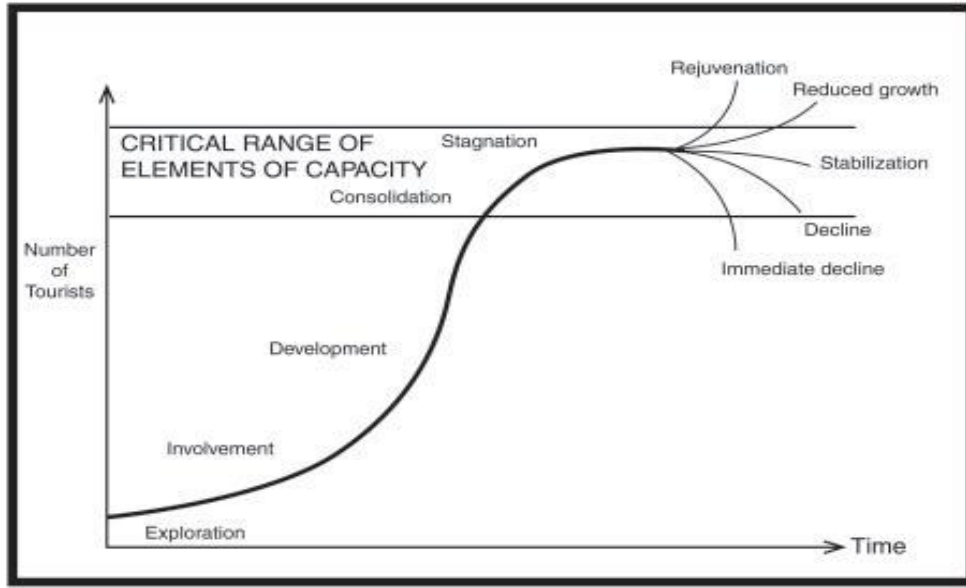 Rejuvenation
Reduced growth
CRITICAL RANGE OF
ELEMENTS OF CAPACITY
Stagnation
Stabilization
Consolidation
Decline
Number
of
Tourists
Immediate decline
Development
Involvement
Exploration
Time